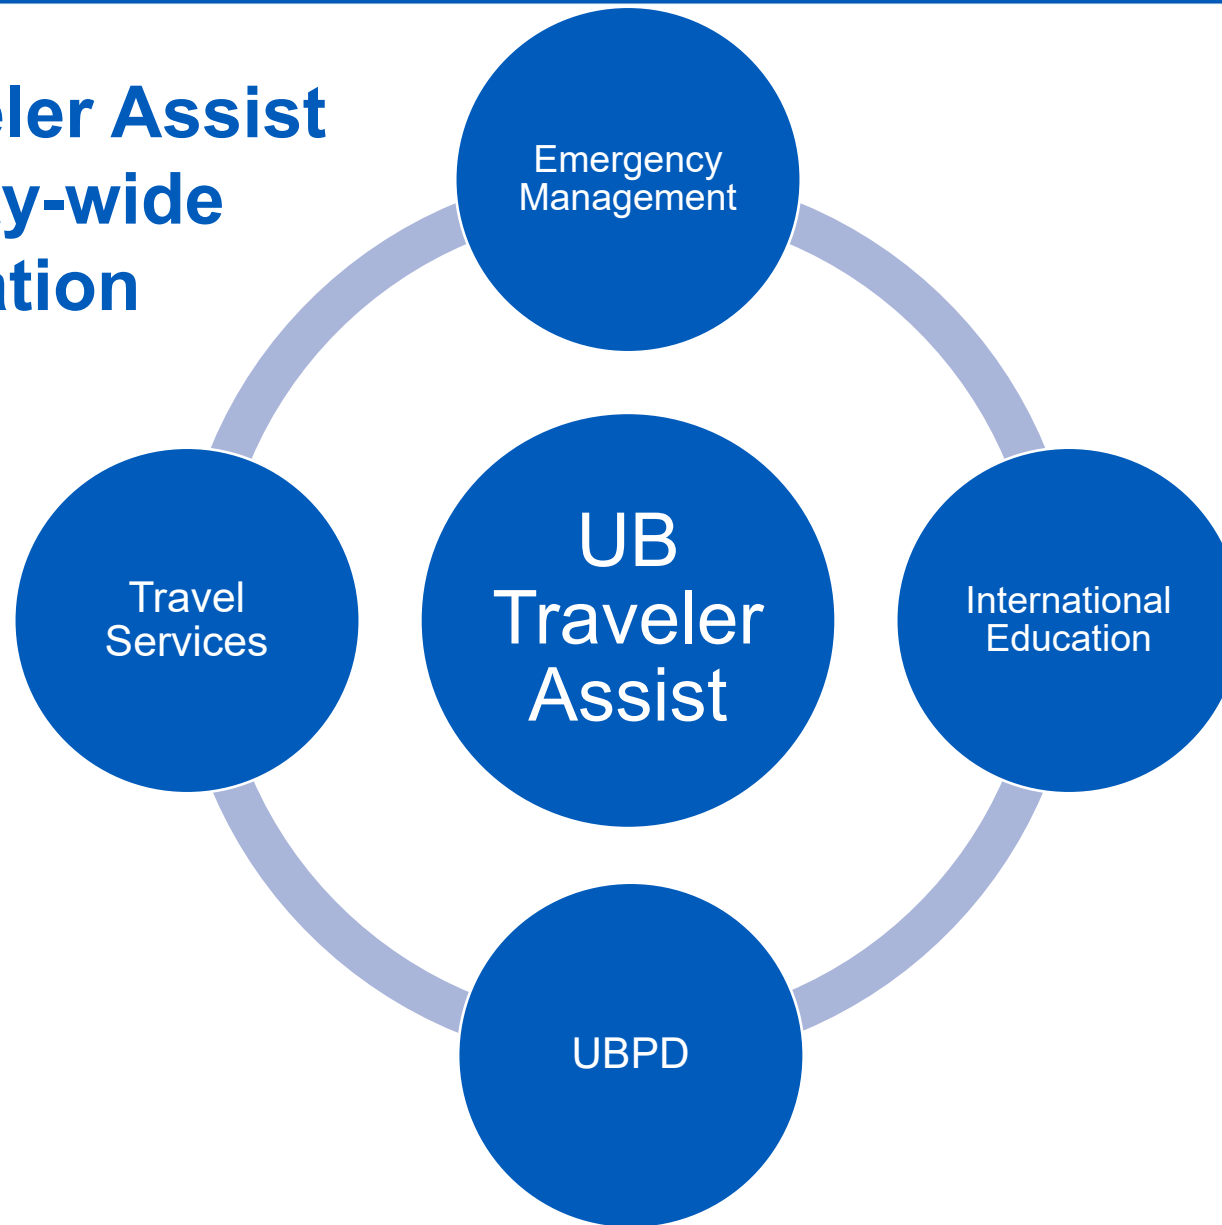 eler Assist
y-wide
ation
Emergency
Management
Travel
Services
UB
Traveler
Assist
International
Education
UBPD